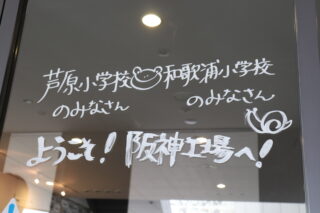 芦原小学校 和歌浦小学校
のみなさん のみなさん
ようこそ!阪神工場へ!